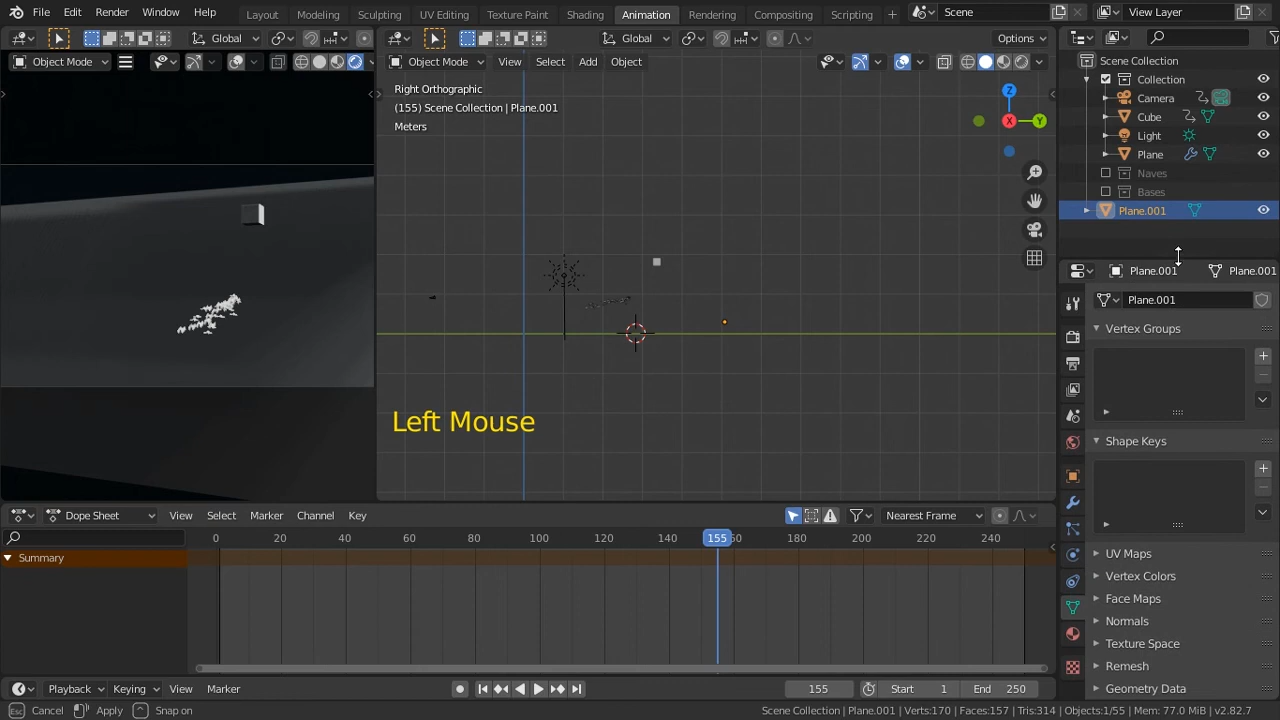 File Edit Render Window Help Layout Modeling Sculpting UV Editing Texture Paint Shading Animation Rendering Compositing Scripting + Scene View Layer
Global Global Options
Object Mode Object Mode View Select Add Object
Right Orthographic
(155) Scene Collection | Plane.001
Meters
Z
X
Y
Left Mouse
Scene Collection
Collection
Camera
Cube
Light
Plane
Naves
Bases
Plane.001
Plane.001 Plane.001
Plane.001
Vertex Groups
Shape Keys
UV Maps
Vertex Colors
Face Maps
Normals
Texture Space
Remesh
Geometry Data
Dope Sheet View Select Marker Channel Key Nearest Frame
0 20 40 60 80 100 120 140 155 60 180 200 220 240
Summary
Playback Keying View Marker 155 Start 1 End 250
Esc Cancel Apply Snap on Scene Collection | Plane.001 | Verts:170 | Faces:157 | Tris:314 | Objects:1/55 | Mem: 77.0 MiB | v2.82.7